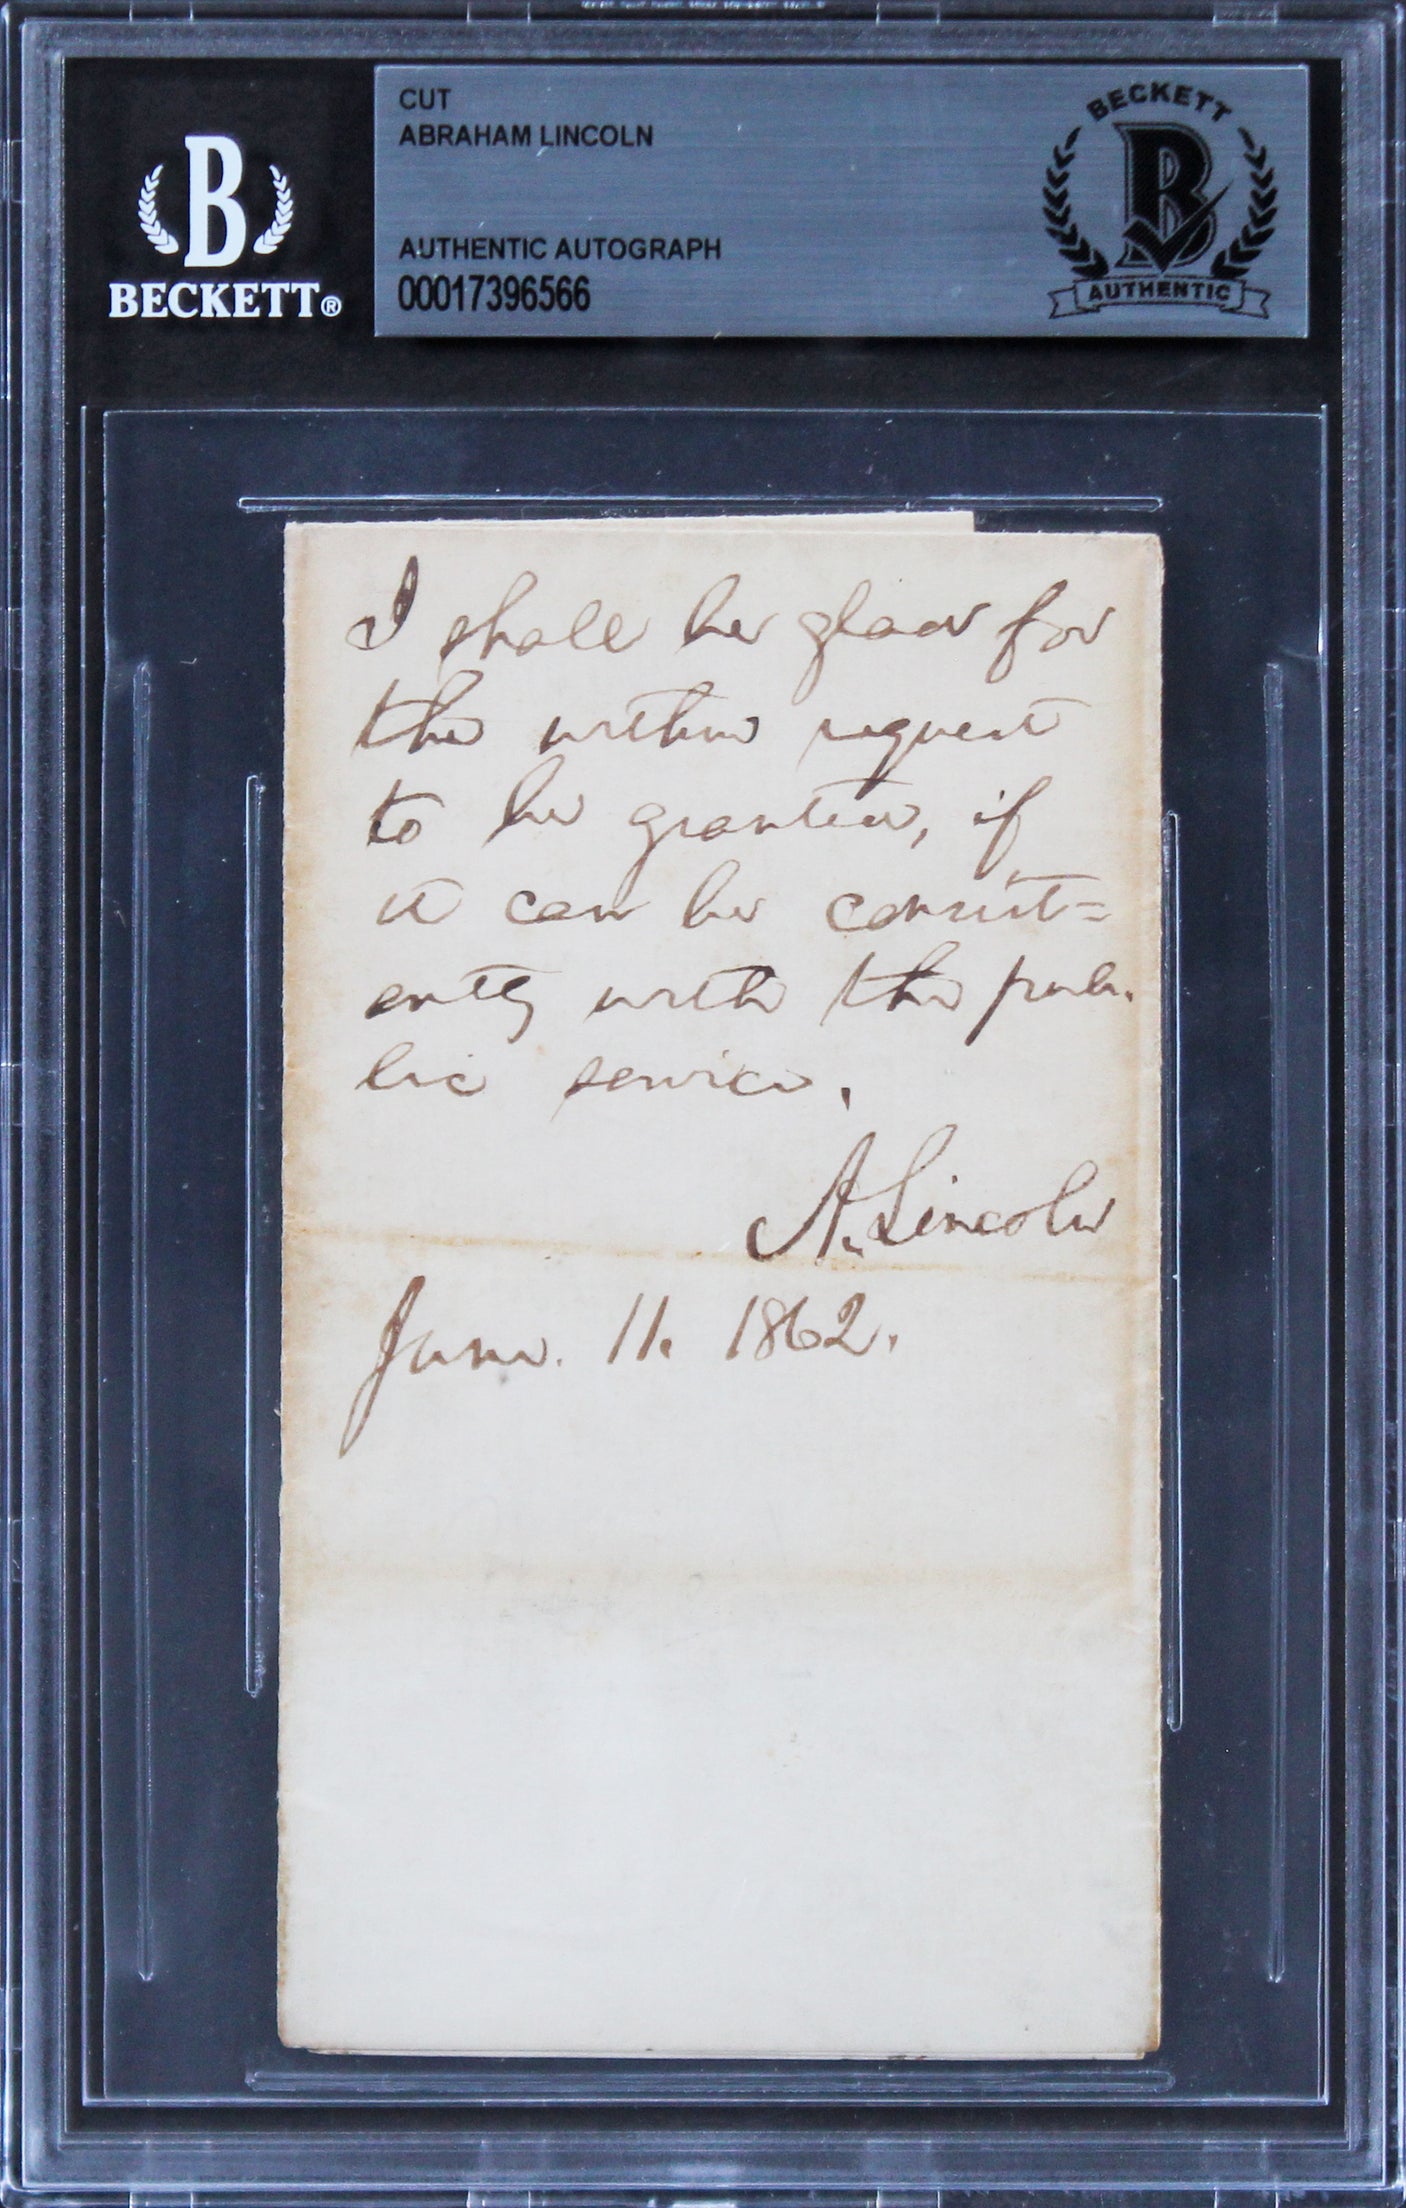 CUT
ABRAHAM LINCOLN
AUTHENTIC AUTOGRAPH
00017396566
B
BECKETT®
BECKETT
B
AUTHENTIC
I shall be glad for
the within request
to be granted, if
it can be consist=
ently with the pub-
lic service.
A. Lincoln
June. 11. 1862.